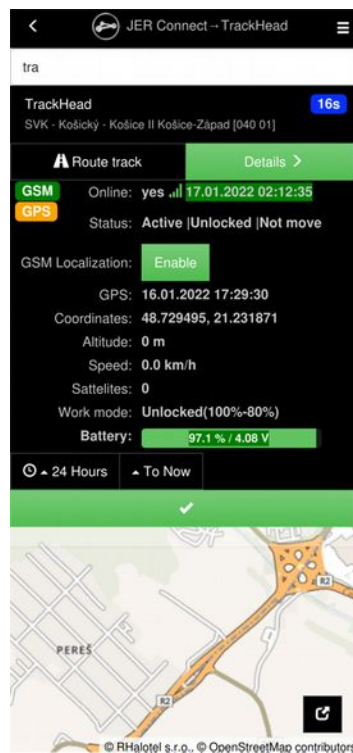 JER Connect→TrackHead
tra
TrackHead 16s
SVK - Košický - Košice II Košice-Západ [040 01]
Route track Details
GSM Online: yes 17.01.2022 02:12:35
GPS
Status: Active |Unlocked |Not move
GSM Localization: Enable
GPS: 16.01.2022 17:29:30
Coordinates: 48.729495, 21.231871
Altitude: 0 m
Speed: 0.0 km/h
Sattelites: 0
Work mode: Unlocked(100%-80%)
Battery: 97.1 % / 4.08 V
24 Hours To Now
R2
PEREŠ
R2
© RHalotel s.r.o., © OpenStreetMap contributors